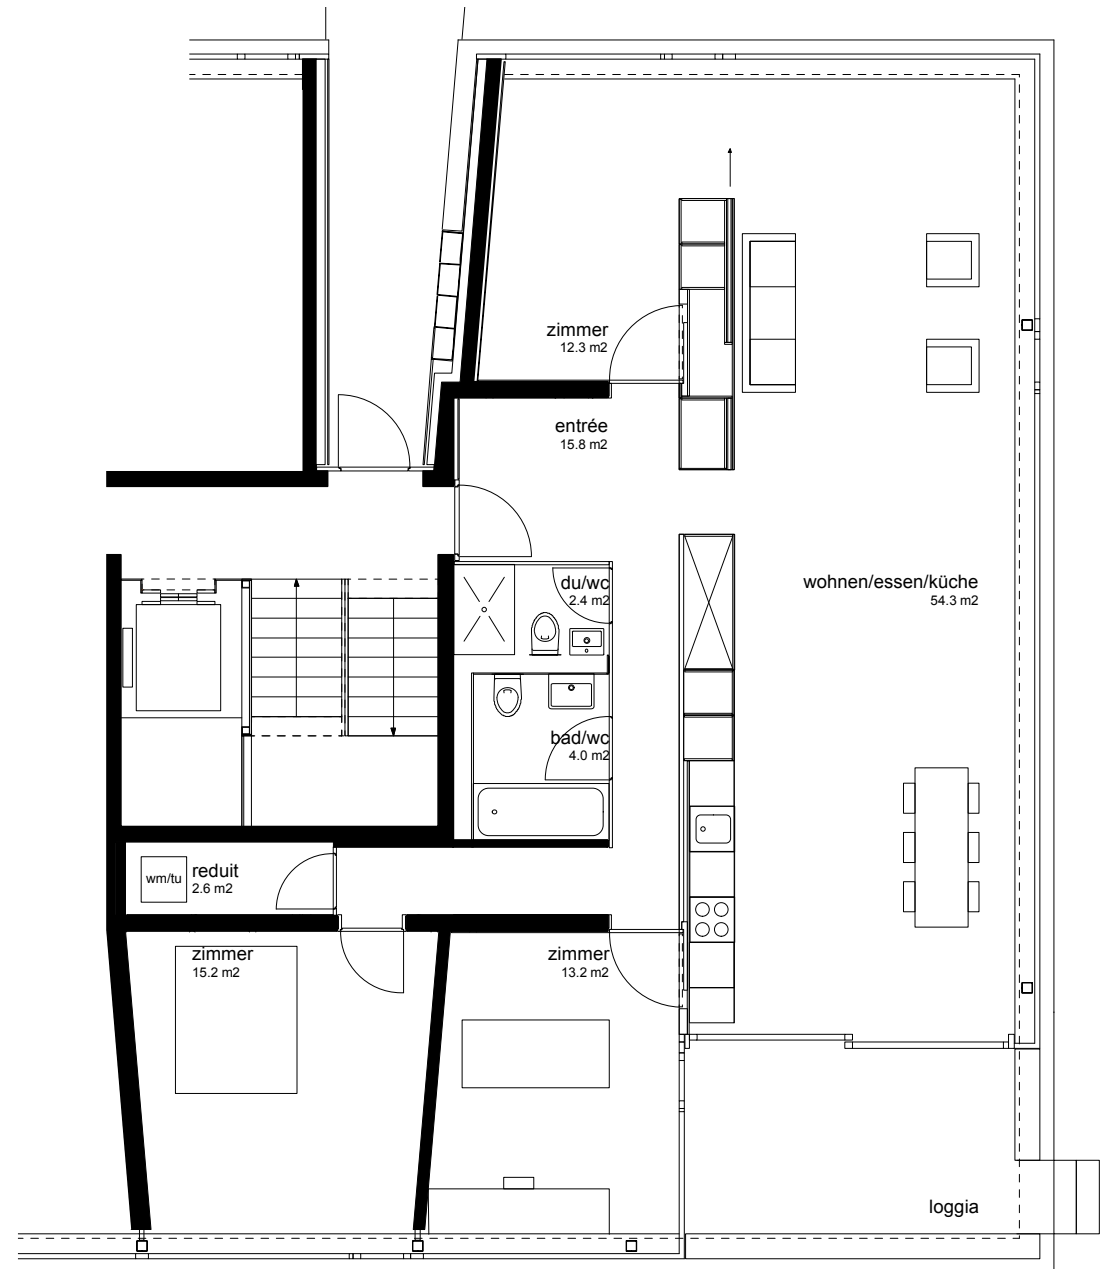 zimmer
12.3 m2
entrée
15.8 m2
du/wc
2.4 m2
wohnen/essen/küche
54.3 m2
bad/wc
4.0 m2
wm/tu
reduit
2.6 m2
zimmer
15.2 m2
zimmer
13.2 m2
loggia